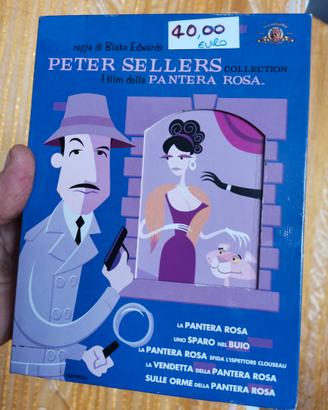 40,00
EURO
regia di Blake Edwards
PETER SELLERS COLLECTION
I film della PANTERA ROSA™
LA PANTERA ROSA
UNO SPARO NEL BUIO
LA PANTERA ROSA SFIDA L'ISPETTORE CLOUSEAU
LA VENDETTA DELLA PANTERA ROSA
SULLE ORME DELLA PANTERA ROSA